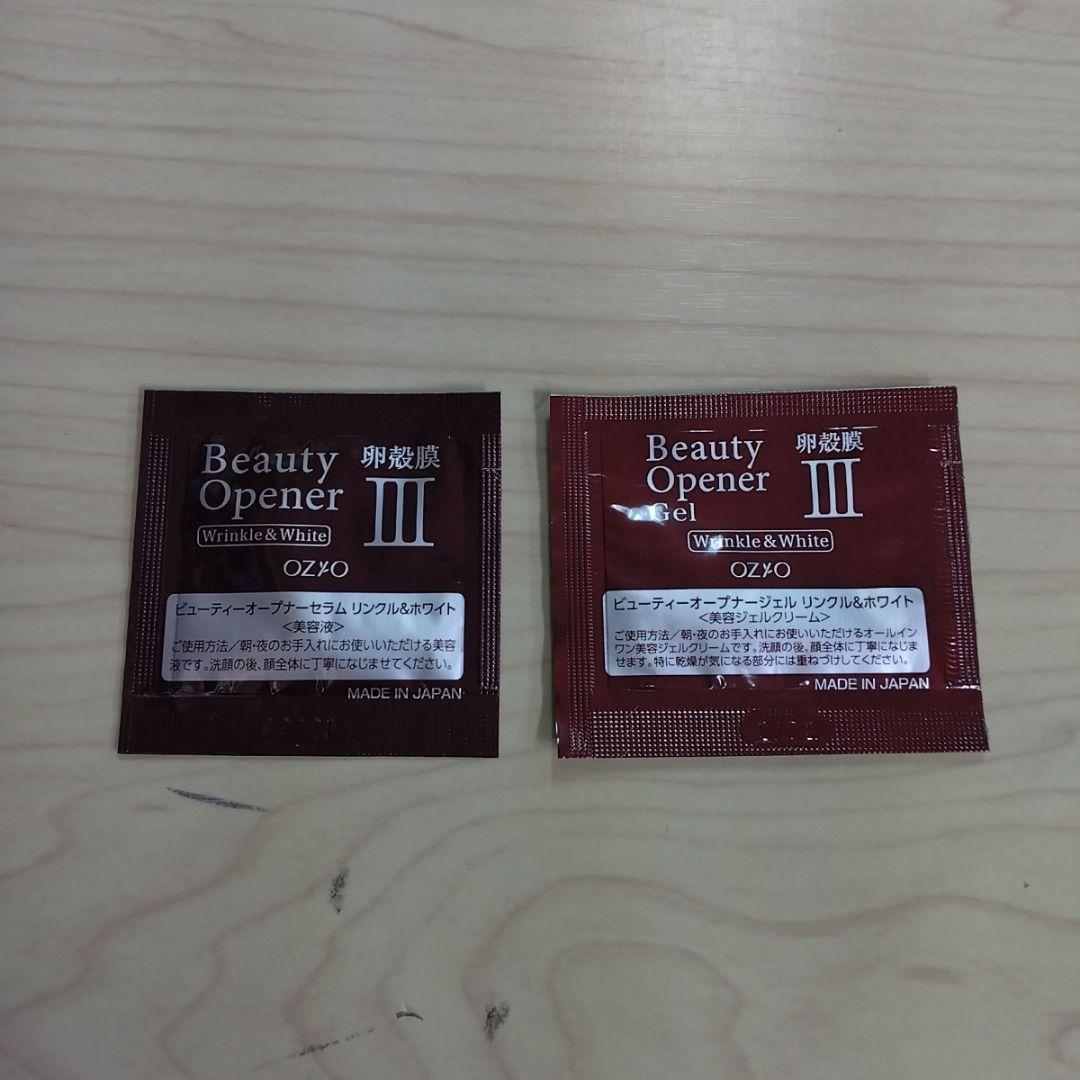 Beauty
Opener
Wrinkle & White
卵殻膜
III
OZIO
ビューティーオープナーセラム リンクル&ホワイト
<美容液>
ご使用方法/朝・夜のお手入れにお使いいただける美容
液です。洗顔の後、顔全体に丁寧になじませてください。
MADE IN JAPAN
Beauty
Opener
Gel
卵殻膜
III
Wrinkle & White
OZIO
ビューティーオープナージェル リンクル&ホワイト
<美容ジェルクリーム>
ご使用方法/朝・夜のお手入れにお使いいただけるオールイン
ワン美容ジェルクリームです。洗顔の後、顔全体に丁寧になじま
せます。特に乾燥が気になる部分には重ねづけしてください。
MADE IN JAPAN